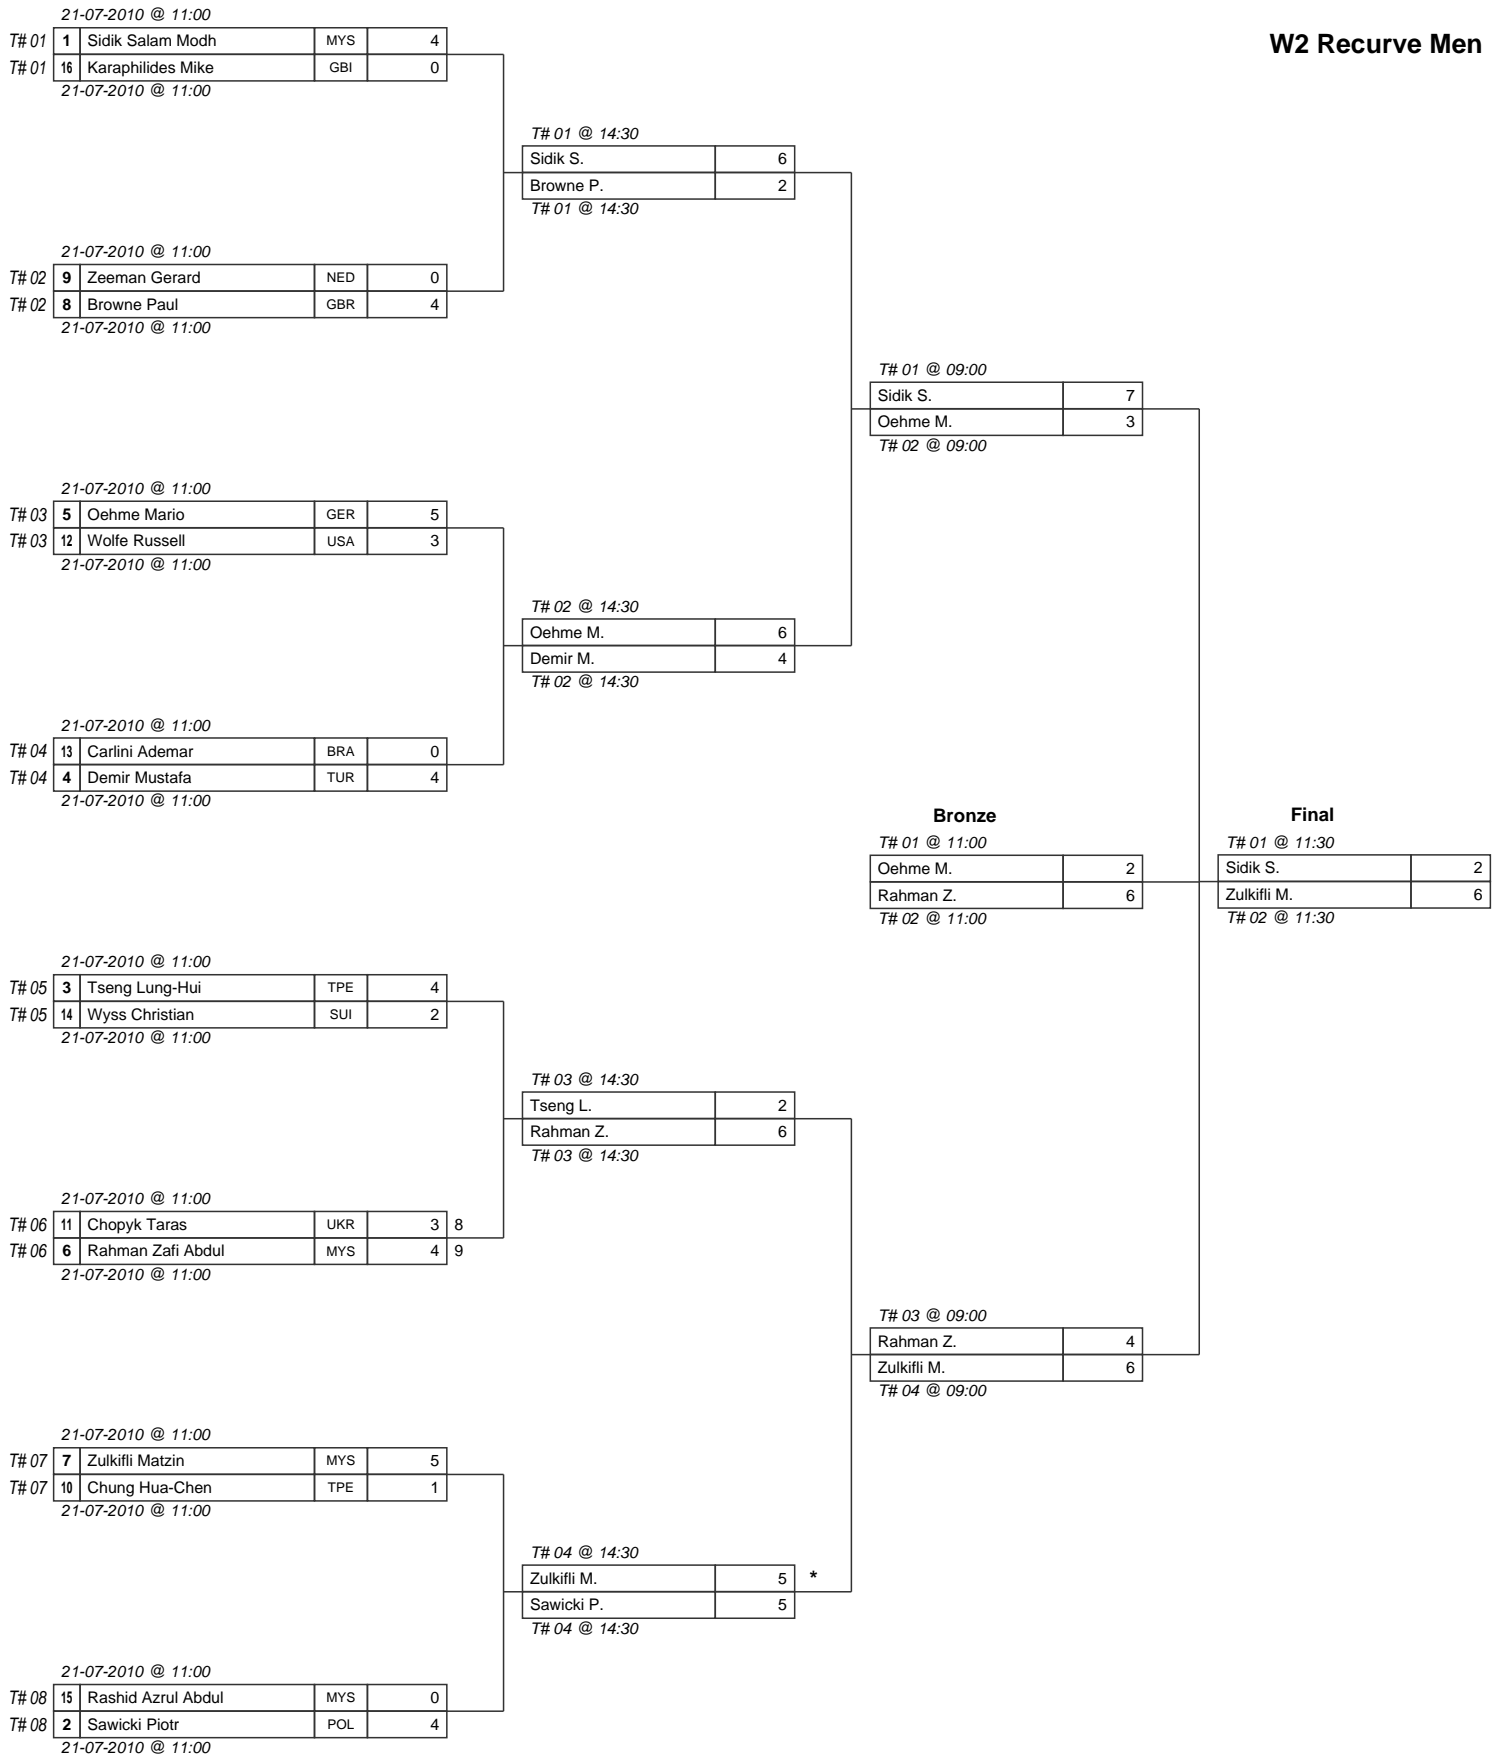 W2 Recurve Men
21-07-2010 @ 11:00
T# 01 1 Sidik Salam Modh MYS 4
T# 01 16 Karaphilides Mike GBI 0
21-07-2010 @ 11:00
T# 01 @ 14:30
Sidik S. 6
Browne P. 2
T# 01 @ 14:30
21-07-2010 @ 11:00
T# 02 9 Zeeman Gerard NED 0
T# 02 8 Browne Paul GBR 4
21-07-2010 @ 11:00
T# 01 @ 09:00
Sidik S. 7
Oehme M. 3
T# 02 @ 09:00
21-07-2010 @ 11:00
T# 03 5 Oehme Mario GER 5
T# 03 12 Wolfe Russell USA 3
21-07-2010 @ 11:00
T# 02 @ 14:30
Oehme M. 6
Demir M. 4
T# 02 @ 14:30
21-07-2010 @ 11:00
T# 04 13 Carlini Ademar BRA 0
T# 04 4 Demir Mustafa TUR 4
21-07-2010 @ 11:00
Bronze
T# 01 @ 11:00
Oehme M. 2
Rahman Z. 6
T# 02 @ 11:00
Final
T# 01 @ 11:30
Sidik S. 2
Zulkifli M. 6
T# 02 @ 11:30
21-07-2010 @ 11:00
T# 05 3 Tseng Lung-Hui TPE 4
T# 05 14 Wyss Christian SUI 2
21-07-2010 @ 11:00
T# 03 @ 14:30
Tseng L. 2
Rahman Z. 6
T# 03 @ 14:30
21-07-2010 @ 11:00
T# 06 11 Chopyk Taras UKR 3 8
T# 06 6 Rahman Zafi Abdul MYS 4 9
21-07-2010 @ 11:00
T# 03 @ 09:00
Rahman Z. 4
Zulkifli M. 6
T# 04 @ 09:00
21-07-2010 @ 11:00
T# 07 7 Zulkifli Matzin MYS 5
T# 07 10 Chung Hua-Chen TPE 1
21-07-2010 @ 11:00
T# 04 @ 14:30
Zulkifli M. 5 *
Sawicki P. 5
T# 04 @ 14:30
21-07-2010 @ 11:00
T# 08 15 Rashid Azrul Abdul MYS 0
T# 08 2 Sawicki Piotr POL 4
21-07-2010 @ 11:00